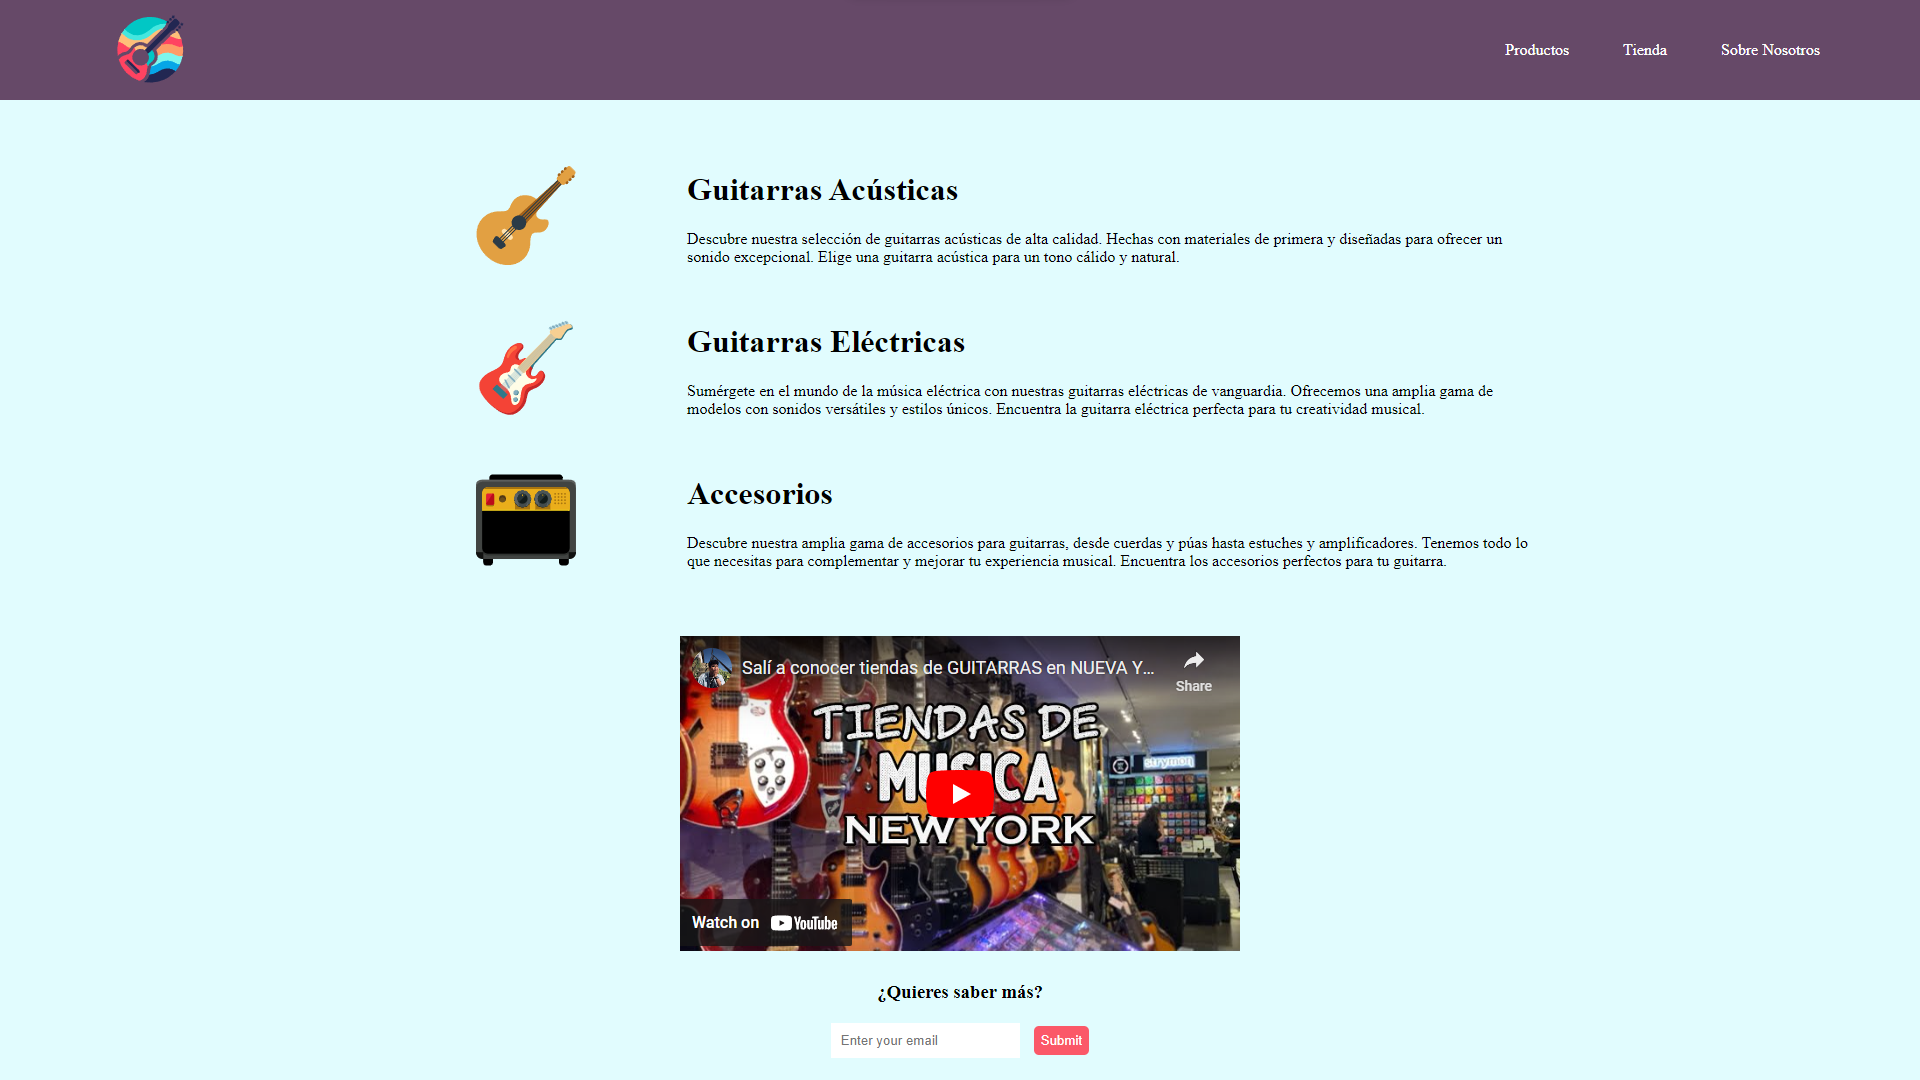 Productos
Tienda
Sobre Nosotros
Guitarras Acústicas
Descubre nuestra selección de guitarras acústicas de alta calidad. Hechas con materiales de primera y diseñadas para ofrecer un
sonido excepcional. Elige una guitarra acústica para un tono cálido y natural.
Guitarras Eléctricas
Sumérgete en el mundo de la música eléctrica con nuestras guitarras eléctricas de vanguardia. Ofrecemos una amplia gama de
modelos con sonidos versátiles y estilos únicos. Encuentra la guitarra eléctrica perfecta para tu creatividad musical.
Accesorios
Descubre nuestra amplia gama de accesorios para guitarras, desde cuerdas y púas hasta estuches y amplificadores. Tenemos todo lo
que necesitas para complementar y mejorar tu experiencia musical. Encuentra los accesorios perfectos para tu guitarra.
Salí a conocer tiendas de GUITARRAS en NUEVA Y...
Share
TIENDAS DE
MUSICA
NEW YORK
strymon
Watch on YouTube
¿Quieres saber más?
Enter your email
Submit